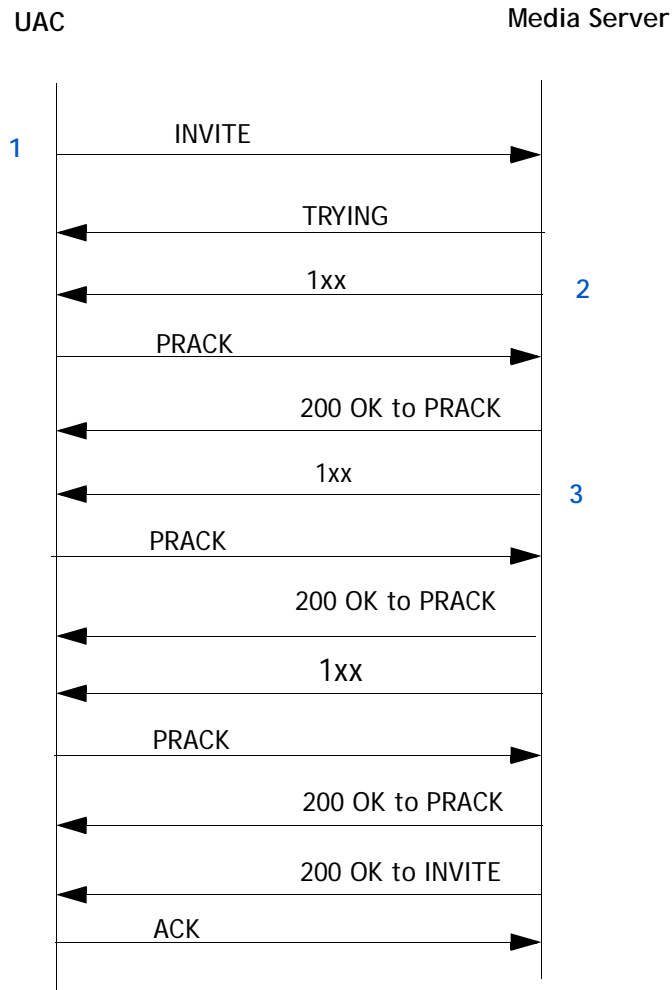 UAC Media Server
1 INVITE
TRYING
1xx 2
PRACK
200 OK to PRACK
1xx 3
PRACK
200 OK to PRACK
1xx
PRACK
200 OK to PRACK
200 OK to INVITE
ACK